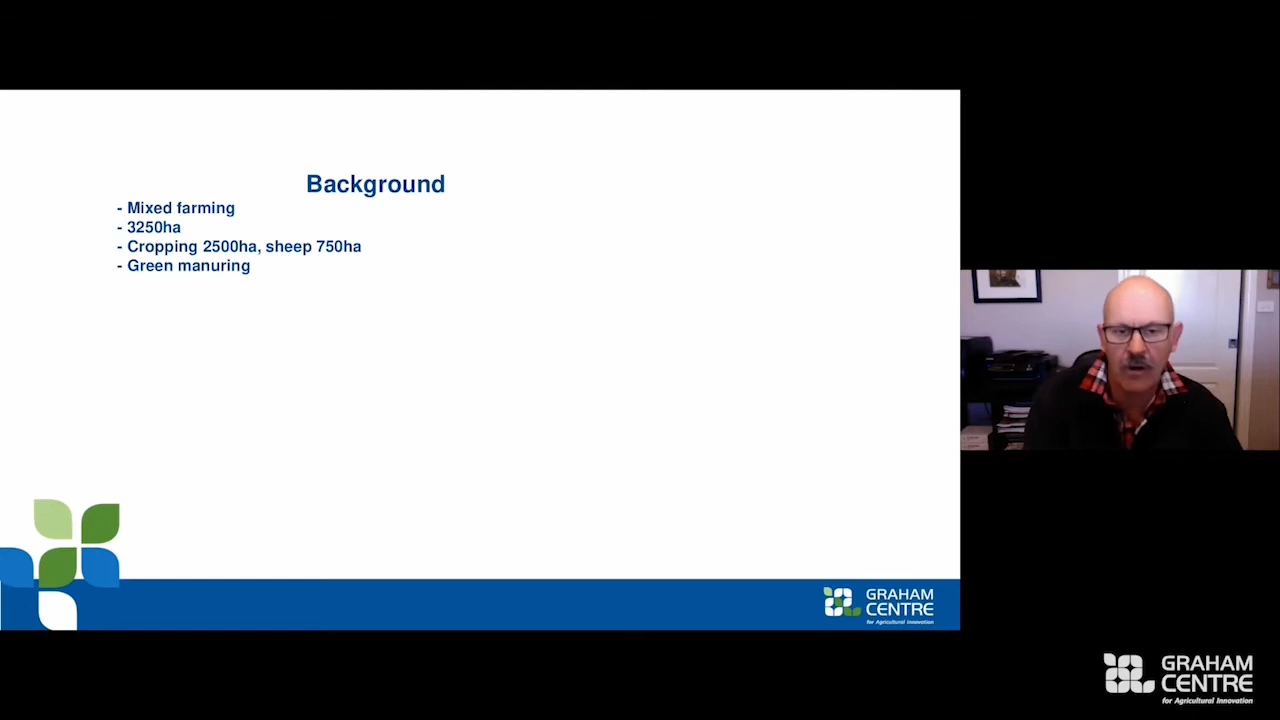 Background
- Mixed farming
- 3250ha
- Cropping 2500ha, sheep 750ha
- Green manuring
GRAHAM
CENTRE
for Agricultural Innovation
GRAHAM
CENTRE
for Agricultural Innovation